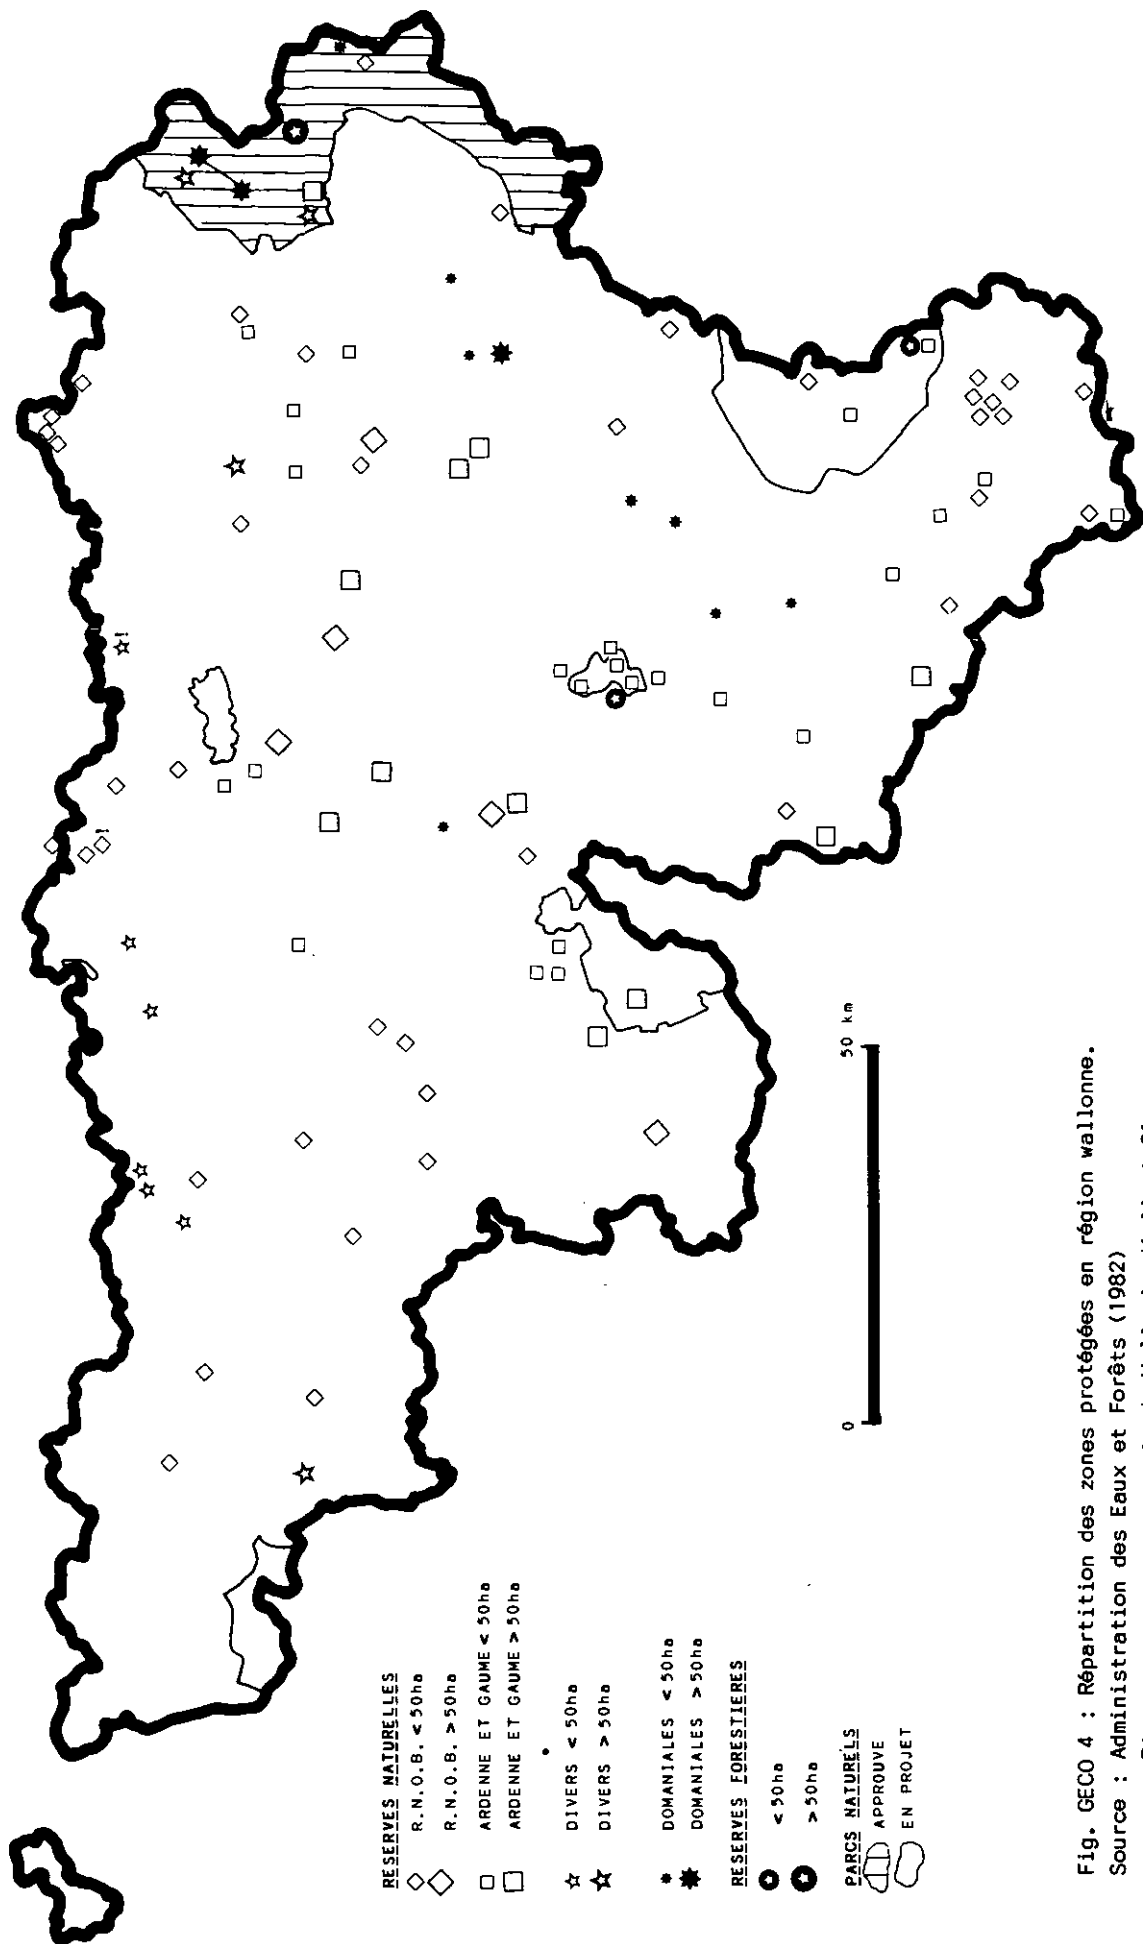 RESERVES NATURELLES
R.N.O.B. < 50ha
R.N.O.B. > 50ha
ARDENNE ET GAUME < 50ha
ARDENNE ET GAUME > 50ha
DIVERS < 50ha
DIVERS > 50ha
DOMANIALES < 50ha
DOMANIALES > 50ha
RESERVES FORESTIERES
< 50ha
> 50ha
PARCS NATURELS
APPROUVE
EN PROJET
0 50 km
Fig. GECO 4 : Répartition des zones protégées en région wallonne.
Source : Administration des Eaux et Forêts (1982)